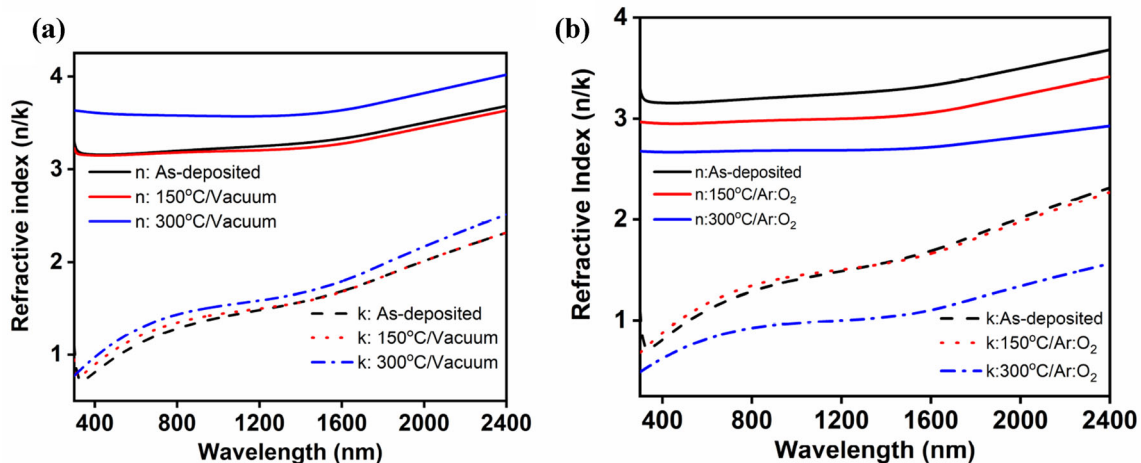 (a)
Refractive index (n/k)
4
3
2
1
n: As-deposited
n: 150°C/Vacuum
n: 300°C/Vacuum
k: As-deposited
k: 150°C/Vacuum
k: 300°C/Vacuum
400 800 1200 1600 2000 2400
Wavelength (nm)
(b)
Refractive Index (n/k)
4
3
2
1
n:As-deposited
n:150°C/Ar:O₂
n:300°C/Ar:O₂
k:As-deposited
k:150°C/Ar:O₂
k:300°C/Ar:O₂
400 800 1200 1600 2000 2400
Wavelength (nm)